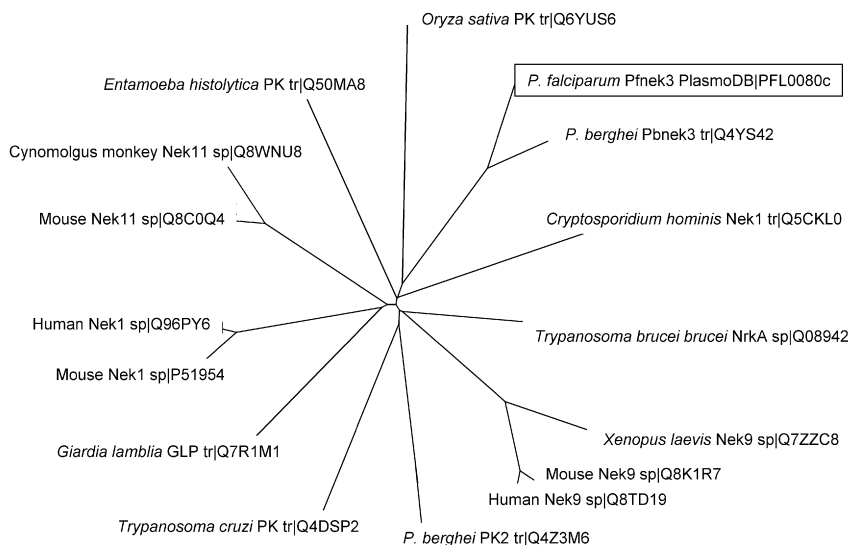 Oryza sativa PK tr|Q6YUS6
P. falciparum Pfnek3 PlasmoDB|PFL0080c
Entamoeba histolytica PK tr|Q50MA8
P. berghei Pbnek3 tr|Q4YS42
Cynomolgus monkey Nek11 sp|Q8WNU8
Mouse Nek11 sp|Q8C0Q4
Cryptosporidium hominis Nek1 tr|Q5CKL0
Human Nek1 sp|Q96PY6
Trypanosoma brucei brucei NrkA sp|Q08942
Mouse Nek1 sp|P51954
Xenopus laevis Nek9 sp|Q7ZZC8
Giardia lamblia GLP tr|Q7R1M1
Mouse Nek9 sp|Q8K1R7
Human Nek9 sp|Q8TD19
Trypanosoma cruzi PK tr|Q4DSP2
P. berghei PK2 tr|Q4Z3M6